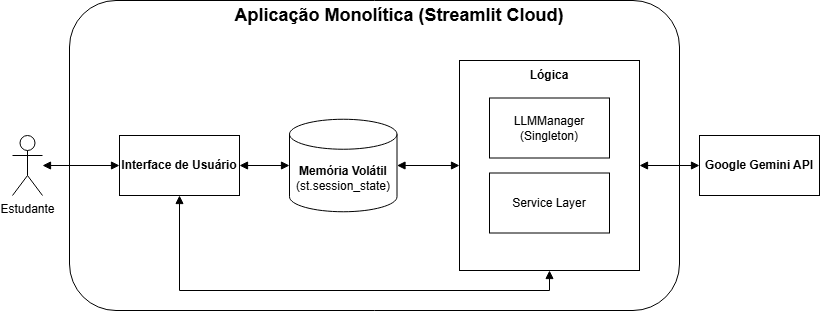 Aplicação Monolítica (Streamlit Cloud)
Lógica
LLMManager
(Singleton)
Interface de Usuário
Memória Volátil
(st.session_state)
Google Gemini API
Service Layer
Estudante